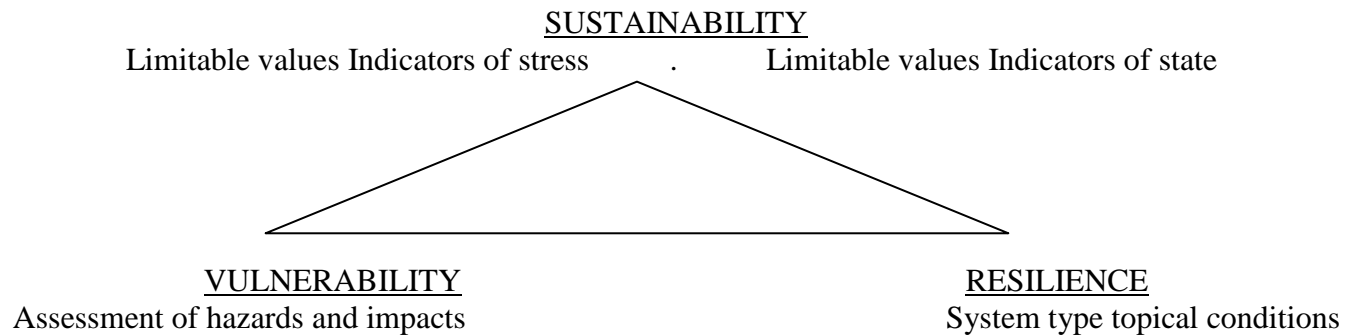 SUSTAINABILITY
Limitable values Indicators of stress . Limitable values Indicators of state
VULNERABILITY RESILIENCE
Assessment of hazards and impacts System type topical conditions